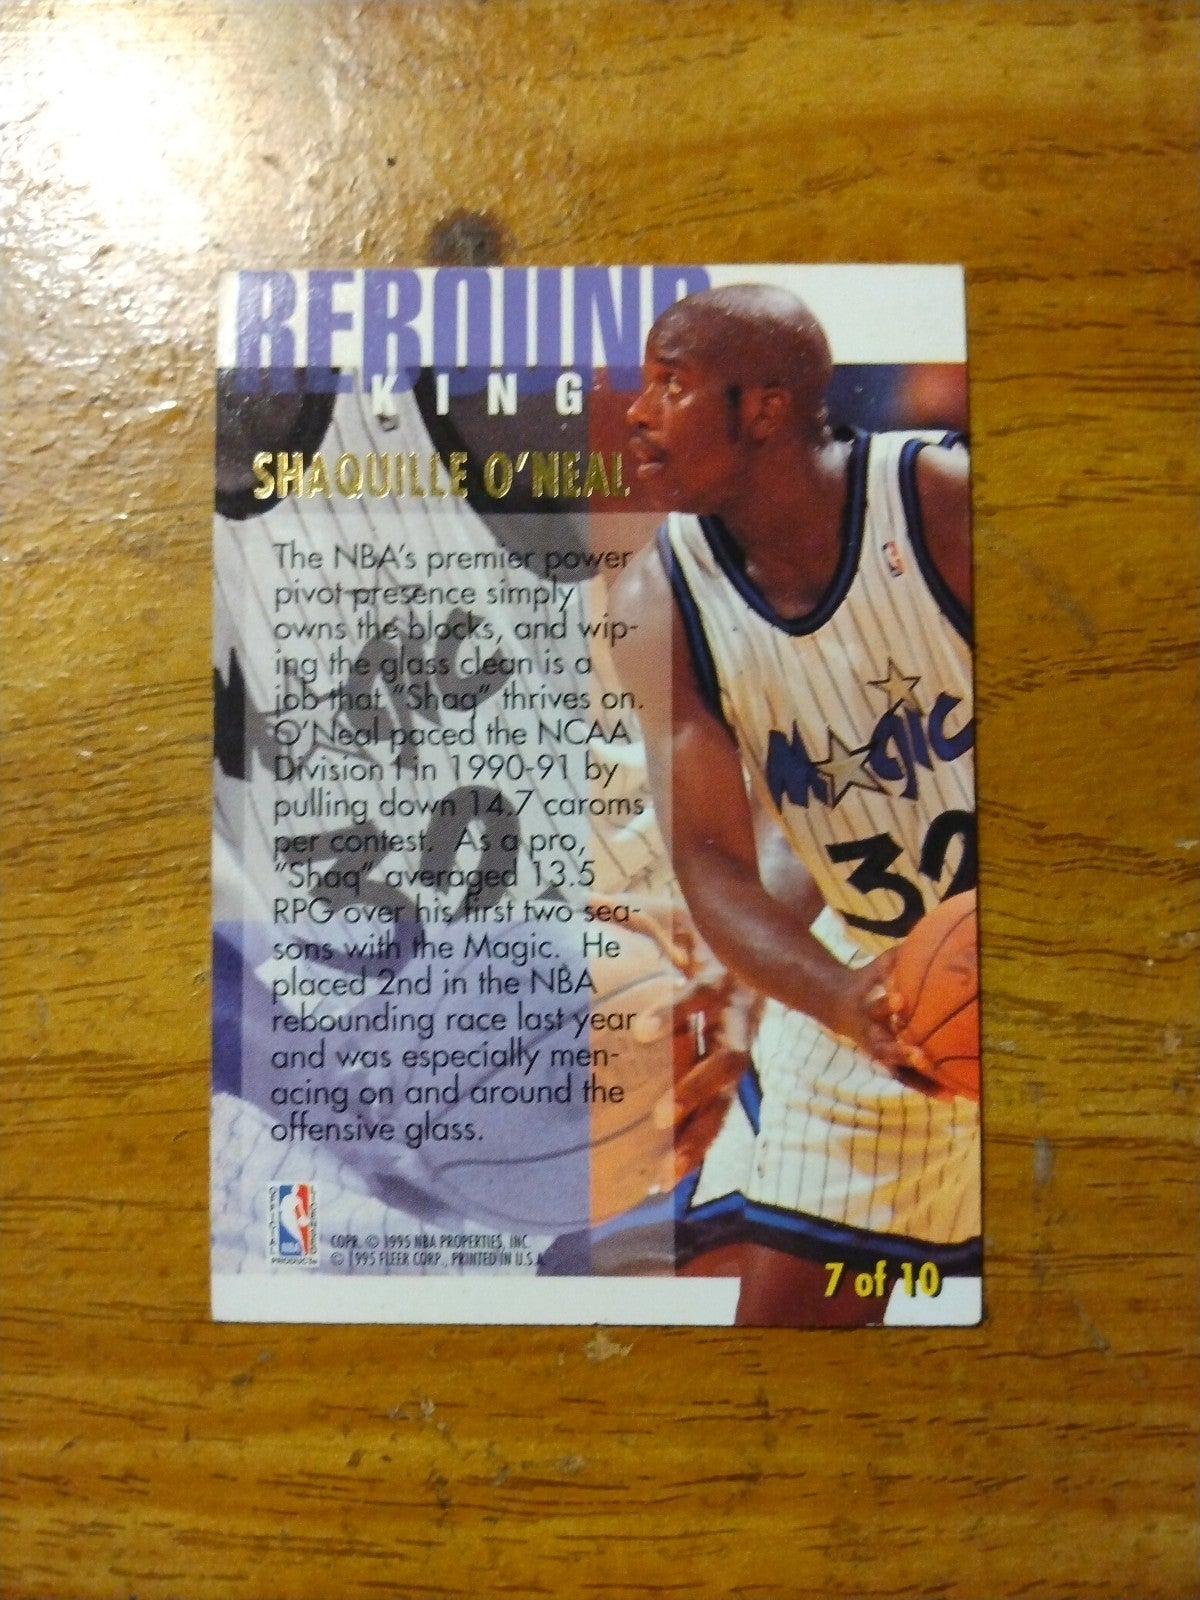 REBOUND
KING
SHAQUILLE O'NEAL
The NBA's premier power
pivot presence simply
owns the blocks, and wip-
ing the glass clean is a
job that "Shaq" thrives on.
O'Neal paced the NCAA
Division I in 1990-91 by
pulling down 14.7 caroms
per contest. As a pro,
"Shaq" averaged 13.5
RPG over his first two sea-
sons with the Magic. He
placed 2nd in the NBA
rebounding race last year
and was especially men-
acing on and around the
offensive glass.
MAGIC
32
OFFICIAL LICENSED
PRODUCT
COPR. © 1995 NBA PROPERTIES, INC.
© 1995 FLEER CORP., PRINTED IN U.S.A.
7 of 10